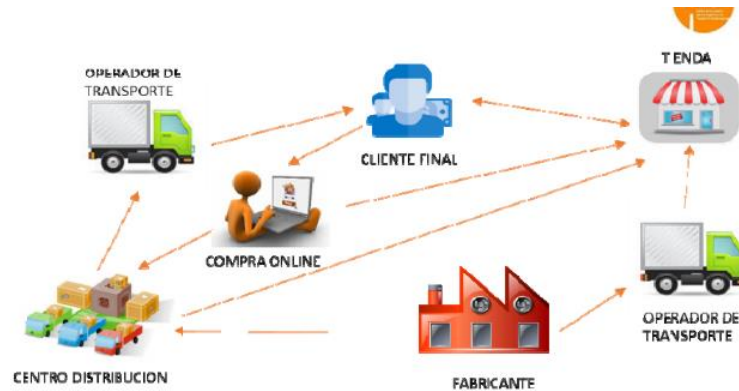 OPERADOR DE
TRANSPORTE
TENDA
CLIENTE FINAL
COMPRA ONLINE
OPERADOR DE
TRANSPORTE
CENTRO DISTRIBUCION
FABRICANTE